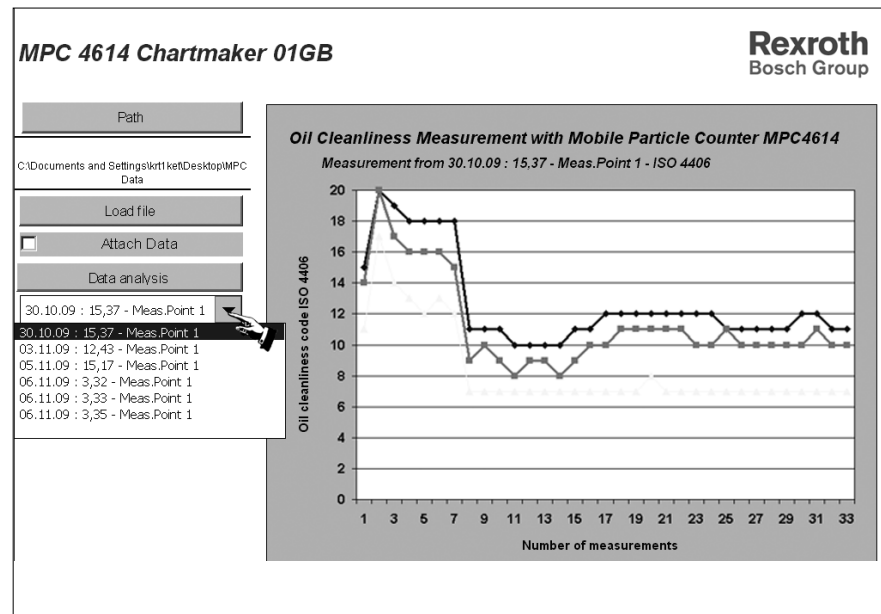 MPC 4614 Chartmaker 01GB
Rexroth
Bosch Group
Path
C:\Documents and Settings\krt1ket\Desktop\MPC
Data
Load file
Attach Data
Data analysis
30.10.09 : 15,37 - Meas.Point 1
30.10.09 : 15,37 - Meas.Point 1
03.11.09 : 12,43 - Meas.Point 1
05.11.09 : 15,17 - Meas.Point 1
06.11.09 : 3,32 - Meas.Point 1
06.11.09 : 3,33 - Meas.Point 1
06.11.09 : 3,35 - Meas.Point 1
Oil Cleanliness Measurement with Mobile Particle Counter MPC4614
Measurement from 30.10.09 : 15,37 - Meas.Point 1 - ISO 4406
Oil cleanliness code ISO 4406
20
18
16
14
12
10
8
6
4
2
0
1 3 5 7 9 11 13 15 17 19 21 23 25 27 29 31 33
Number of measurements